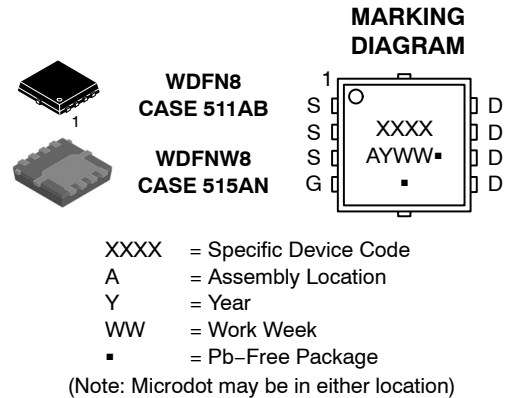 MARKING
DIAGRAM
WDFN8
CASE 511AB
1
WDFNW8
CASE 515AN
1
S D
S XXXX D
S AYWW▪ D
G ▪ D
XXXX = Specific Device Code
A = Assembly Location
Y = Year
WW = Work Week
▪ = Pb−Free Package
(Note: Microdot may be in either location)